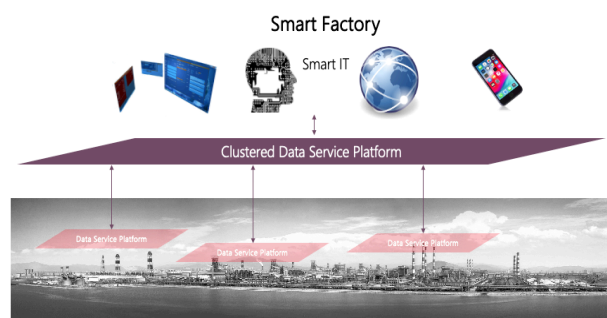 Smart Factory
Smart IT
Clustered Data Service Platform
Data Service Platform
Data Service Platform
Data Service Platform